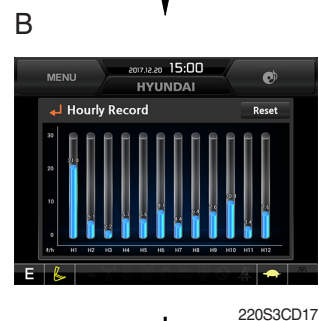 B
MENU
2017.12.20 15:00
HYUNDAI
Hourly Record
Reset
30
20
10
0
ℓ/h H1 H2 H3 H4 H5 H6 H7 H8 H9 H10 H11 H12
E
220S3CD17